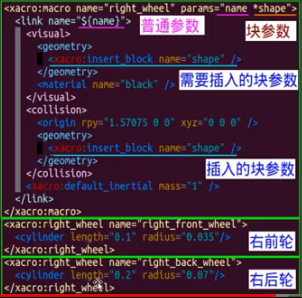 <xacro:macro name="right_wheel" params="name *shape">
普通参数
块参数
<link name="${name}">
<visual>
<geometry>
<xacro:insert_block name="shape" />
</geometry>
需要插入的块参数
<material name="black" />
</visual>
<collision>
<origin rpy="1.57075 0 0" xyz="0 0 0" />
<geometry>
<xacro:insert_block name="shape" />
</geometry>
插入的块参数
</collision>
<xacro:default_inertial mass="1" />
</link>
</xacro:macro>
<xacro:right_wheel name="right_front_wheel">
<cylinder length="0.1" radius="0.035"/>
</xacro:right_wheel>
右前轮
<xacro:right_wheel name="right_back_wheel">
<cylinder length="0.2" radius="0.07"/>
</xacro:right_wheel>
右后轮